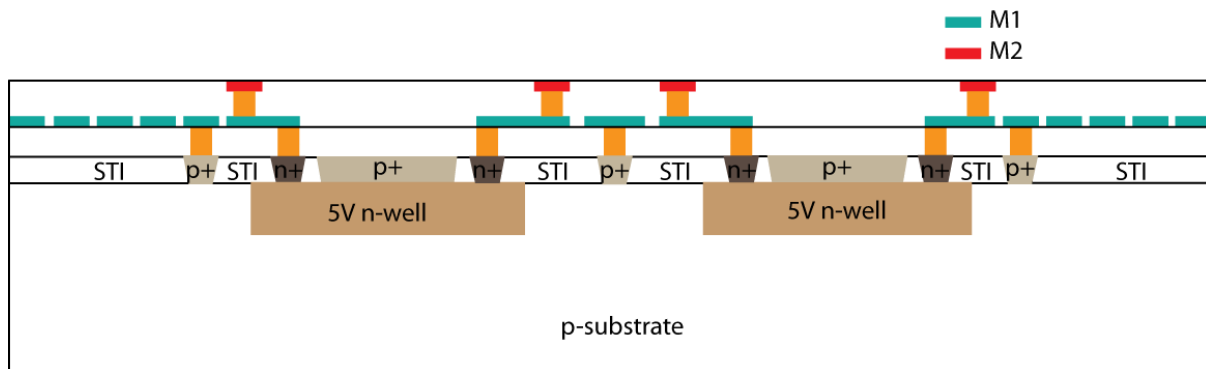 M1
M2
STI p+ STI n+ p+ n+ STI p+ STI n+ p+ n+ STI p+ STI
5V n-well 5V n-well
p-substrate